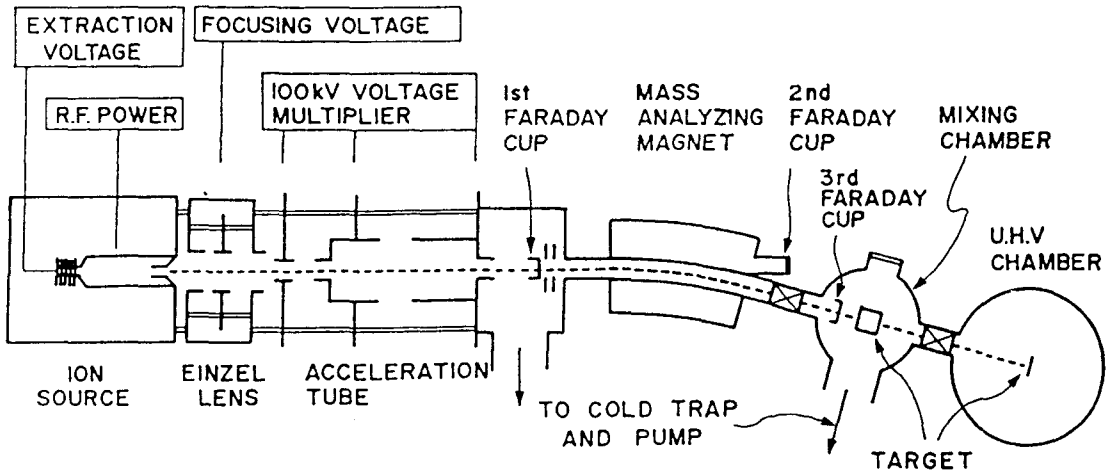 EXTRACTION
VOLTAGE
FOCUSING VOLTAGE
R.F. POWER
100kV VOLTAGE
MULTIPLIER
1st
FARADAY
CUP
MASS
ANALYZING
MAGNET
2nd
FARADAY
CUP
MIXING
CHAMBER
3rd
FARADAY
CUP
U.H.V
CHAMBER
ION
SOURCE
EINZEL
LENS
ACCELERATION
TUBE
TO COLD TRAP
AND PUMP
TARGET